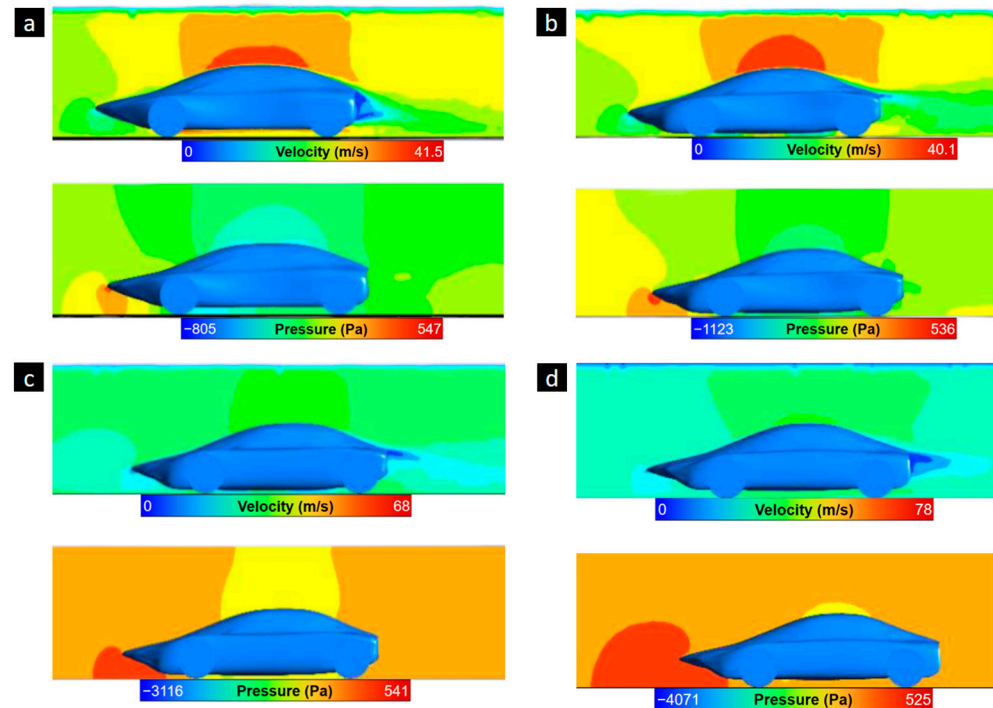 a
b
0 Velocity (m/s) 41.5
0 Velocity (m/s) 40.1
−805 Pressure (Pa) 547
−1123 Pressure (Pa) 536
c
d
0 Velocity (m/s) 68
0 Velocity (m/s) 78
−3116 Pressure (Pa) 541
−4071 Pressure (Pa) 525